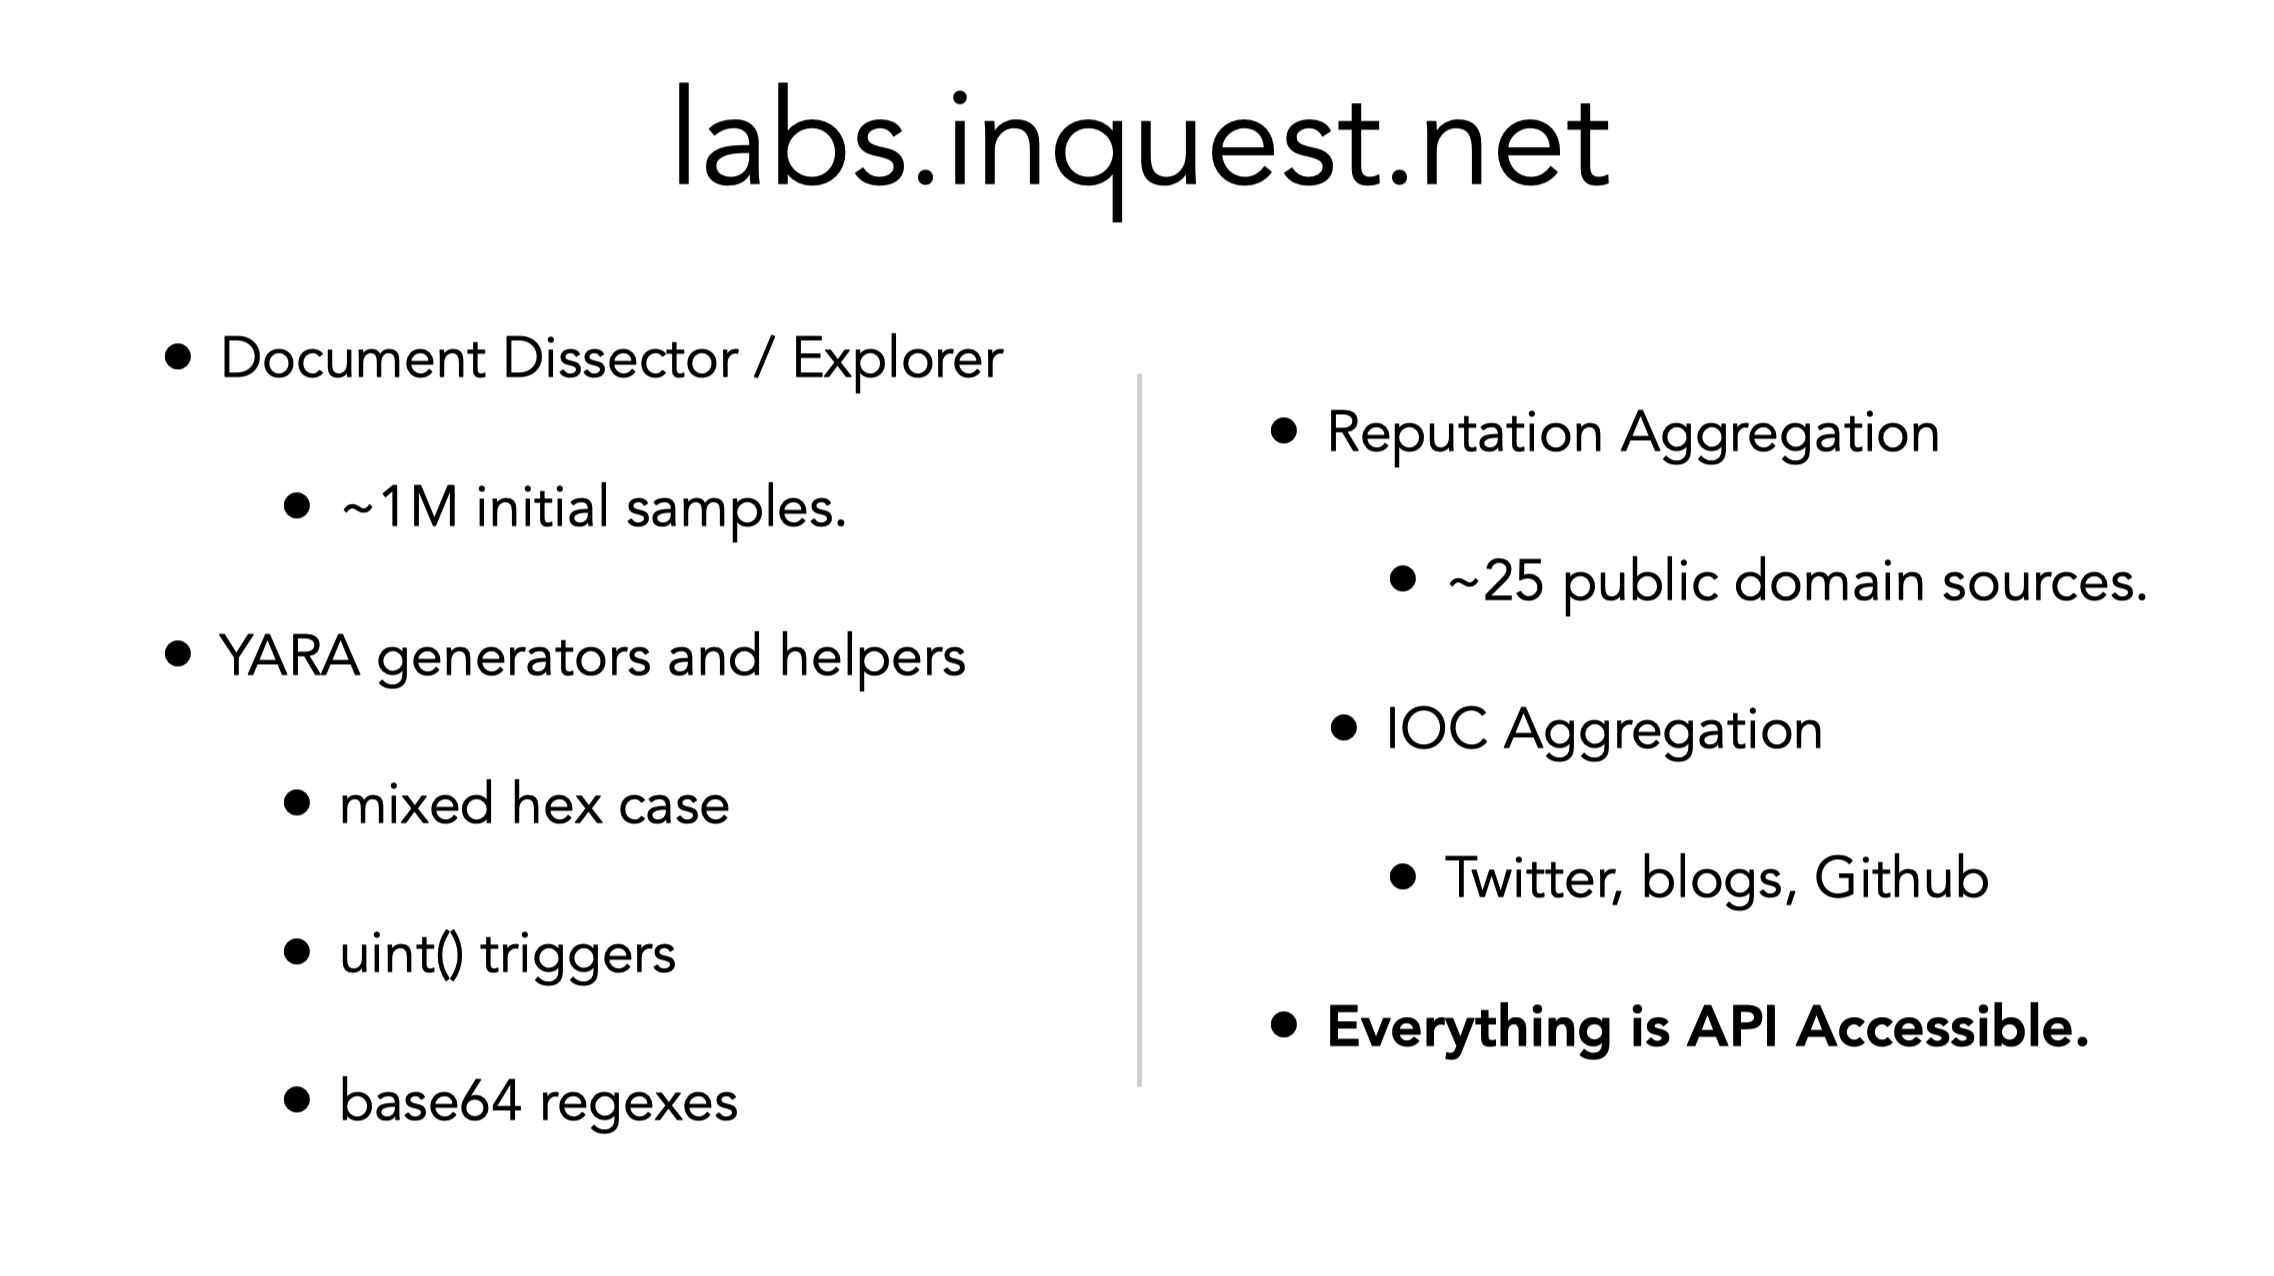 labs.inquest.net
• Document Dissector / Explorer
• ~1M initial samples.
• YARA generators and helpers
• mixed hex case
• uint() triggers
• base64 regexes
• Reputation Aggregation
• ~25 public domain sources.
• IOC Aggregation
• Twitter, blogs, Github
• Everything is API Accessible.